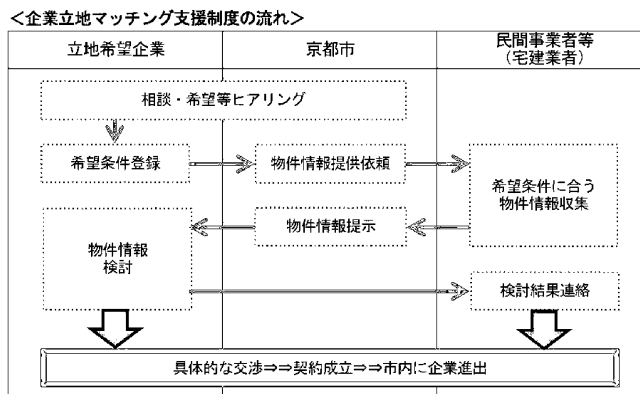 ＜企業立地マッチング支援制度の流れ＞
立地希望企業
京都市
民間事業者等
（宅建業者）
相談・希望等ヒアリング
希望条件登録
物件情報提供依頼
希望条件に合う
物件情報収集
物件情報提示
物件情報
検討
検討結果連絡
具体的な交渉⇒⇒契約成立⇒⇒市内に企業進出